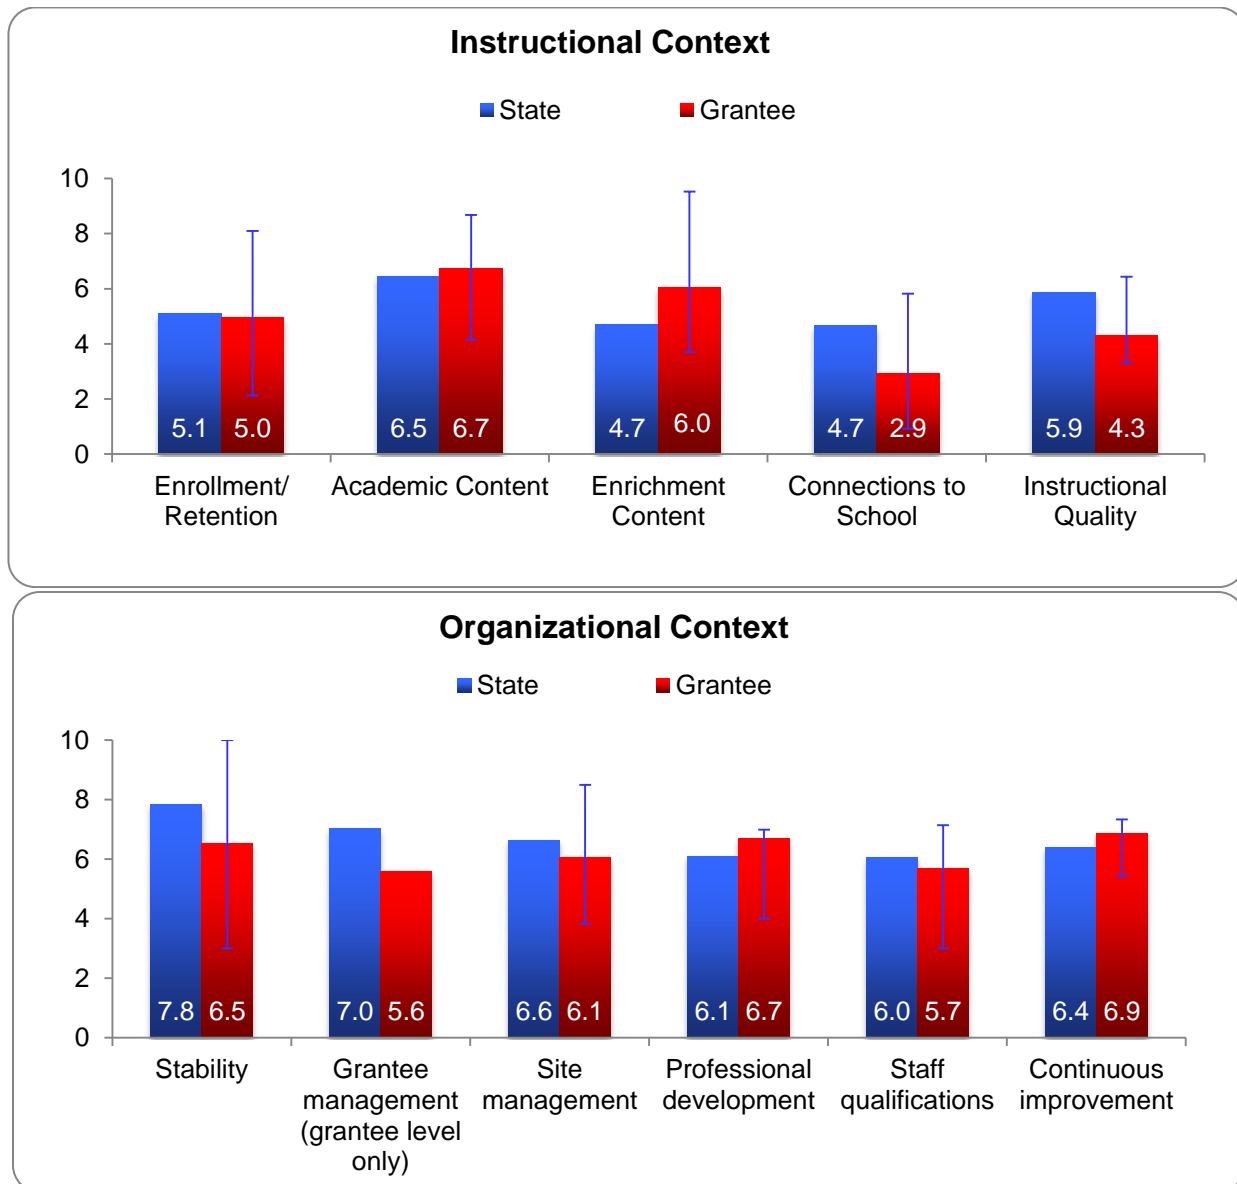 Instructional Context
State Grantee
10
8
6
4
2
0
5.1 5.0 6.5 6.7 4.7 6.0 4.7 2.9 5.9 4.3
Enrollment/ Academic Content Enrichment Connections to Instructional
Retention Content School Quality
Organizational Context
State Grantee
10
8
6
4
2
0
7.8 6.5 7.0 5.6 6.6 6.1 6.1 6.7 6.0 5.7 6.4 6.9
Stability Grantee Site Professional Staff Continuous
management management development qualifications improvement
(grantee level
only)